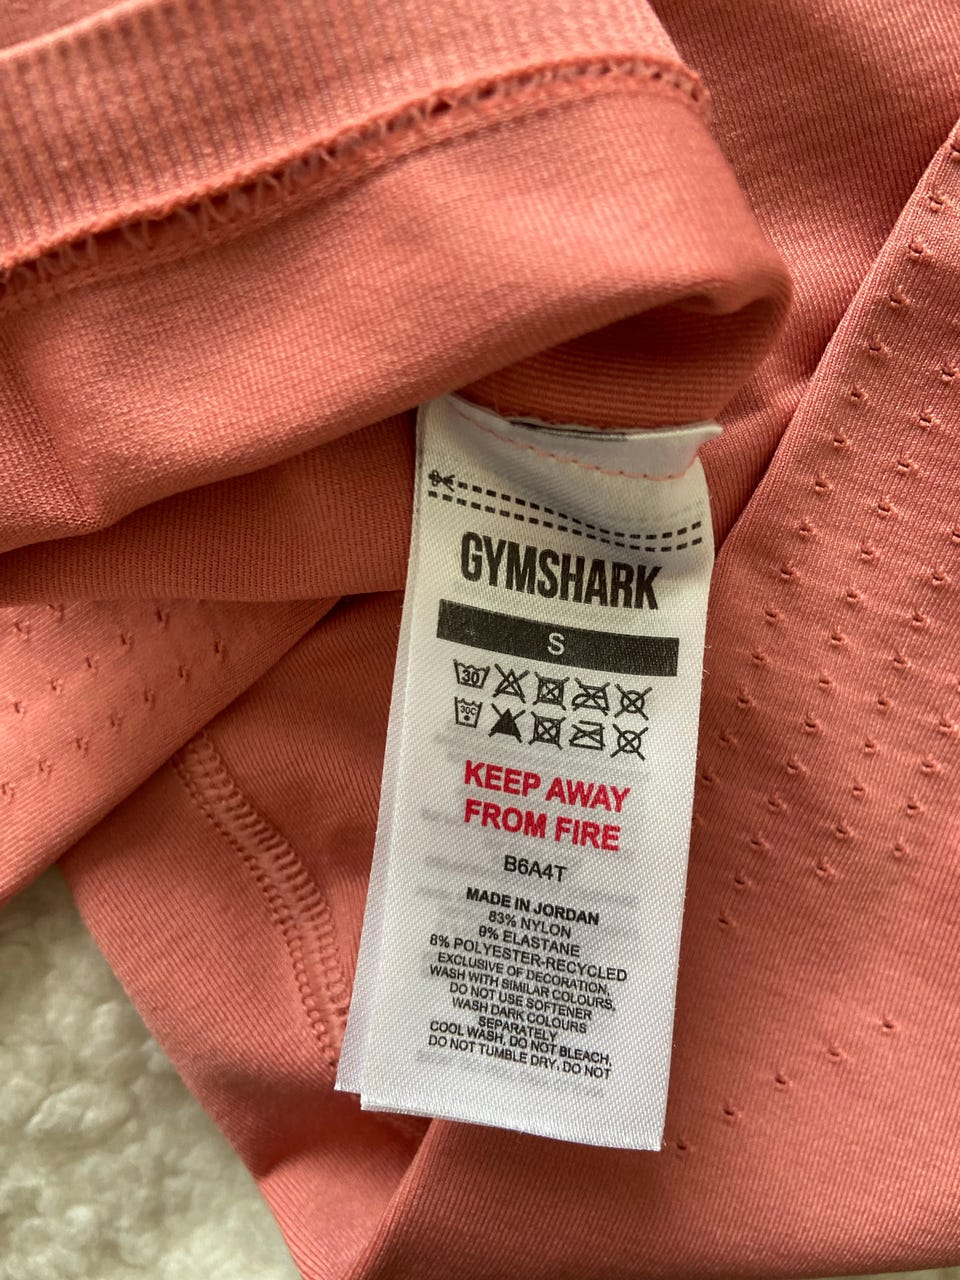 GYMSHARK
S
30
30C
KEEP AWAY
FROM FIRE
B6A4T
MADE IN JORDAN
83% NYLON
9% ELASTANE
8% POLYESTER-RECYCLED
EXCLUSIVE OF DECORATION,
WASH WITH SIMILAR COLOURS,
DO NOT USE SOFTENER
WASH DARK COLOURS
SEPARATELY
COOL WASH, DO NOT BLEACH,
DO NOT TUMBLE DRY, DO NOT